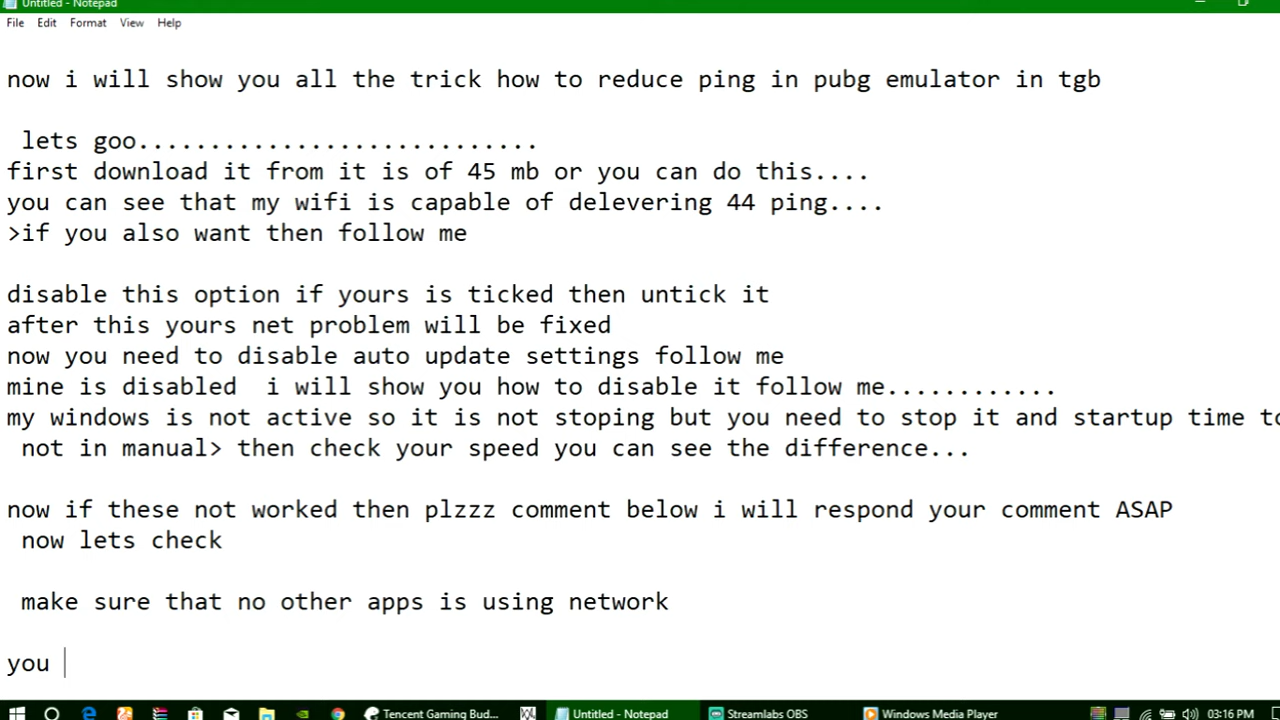 Untitled - Notepad
File Edit Format View Help
now i will show you all the trick how to reduce ping in pubg emulator in tgb
lets goo............................
first download it from it is of 45 mb or you can do this....
you can see that my wifi is capable of delevering 44 ping....
>if you also want then follow me
disable this option if yours is ticked then untick it
after this yours net problem will be fixed
now you need to disable auto update settings follow me
mine is disabled  i will show you how to disable it follow me............
my windows is not active so it is not stoping but you need to stop it and startup time to
not in manual> then check your speed you can see the difference...
now if these not worked then plzzz comment below i will respond your comment ASAP
now lets check
make sure that no other apps is using network
you
Tencent Gaming Bud... Untitled - Notepad Streamlabs OBS Windows Media Player 03:16 PM